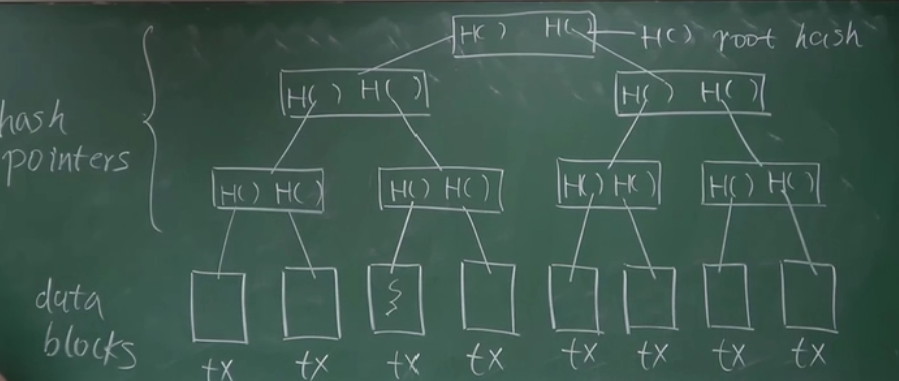 H( ) H( ) H( ) root hash
H( ) H( ) H( ) H( )
hash
pointers
H( ) H( ) H( ) H( ) H( ) H( ) H( ) H( )
data
blocks
tx tx tx tx tx tx tx tx